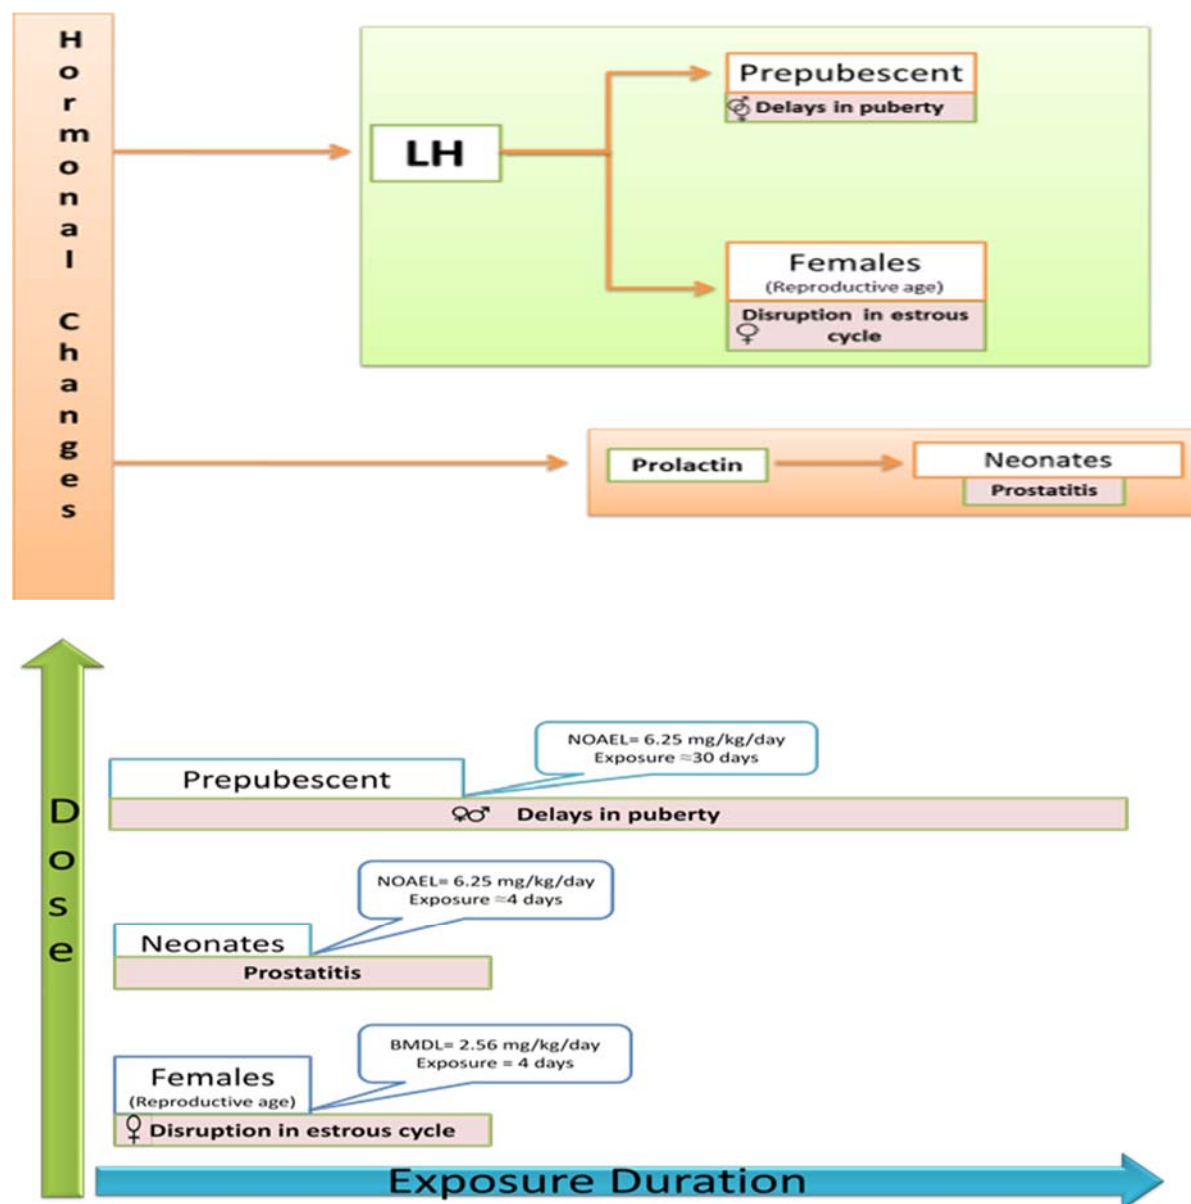 Hormonal Changes
LH
Prepubescent
⚥ Delays in puberty
Females
(Reproductive age)
Disruption in estrous
♀ cycle
Prolactin
Neonates
Prostatitis
Dose
NOAEL= 6.25 mg/kg/day
Exposure ≈30 days
Prepubescent
♀♂ Delays in puberty
NOAEL= 6.25 mg/kg/day
Exposure ≈4 days
Neonates
Prostatitis
BMDL= 2.56 mg/kg/day
Exposure = 4 days
Females
(Reproductive age)
♀ Disruption in estrous cycle
Exposure Duration